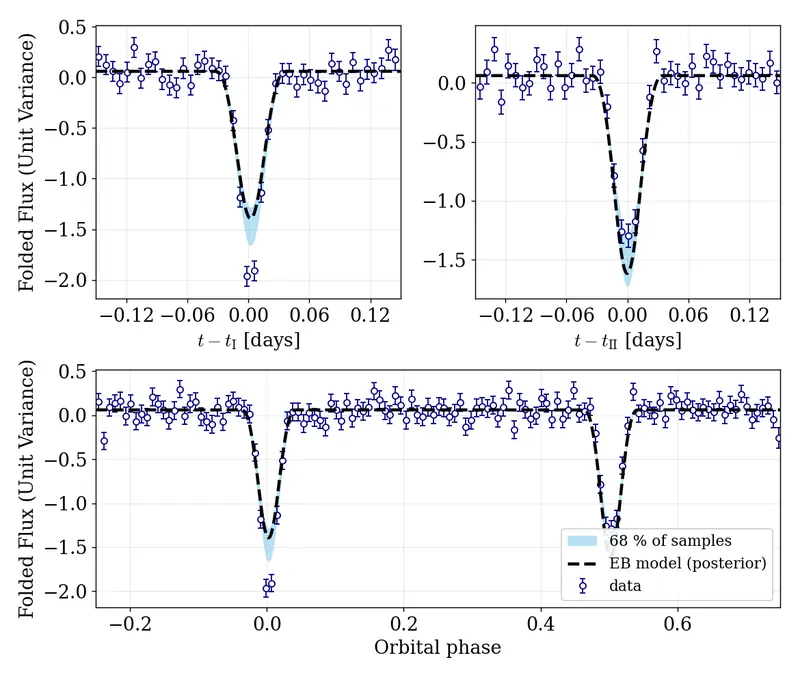 0.5
0.0
−0.5
−1.0
−1.5
−2.0
Folded Flux (Unit Variance)
−0.12 −0.06 0.00 0.06 0.12
t − tI [days]
0.0
−0.5
−1.0
−1.5
−0.12 −0.06 0.00 0.06 0.12
t − tII [days]
0.5
0.0
−0.5
−1.0
−1.5
−2.0
Folded Flux (Unit Variance)
68 % of samples
EB model (posterior)
data
−0.2 0.0 0.2 0.4 0.6
Orbital phase